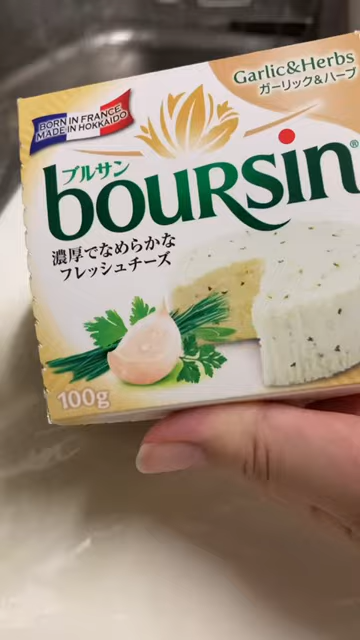 Garlic&Herbs
ガーリック&ハーブ
BORN IN FRANCE
MADE IN HOKKAIDO
ブルサン
boursin®
濃厚でなめらかな
フレッシュチーズ
100g